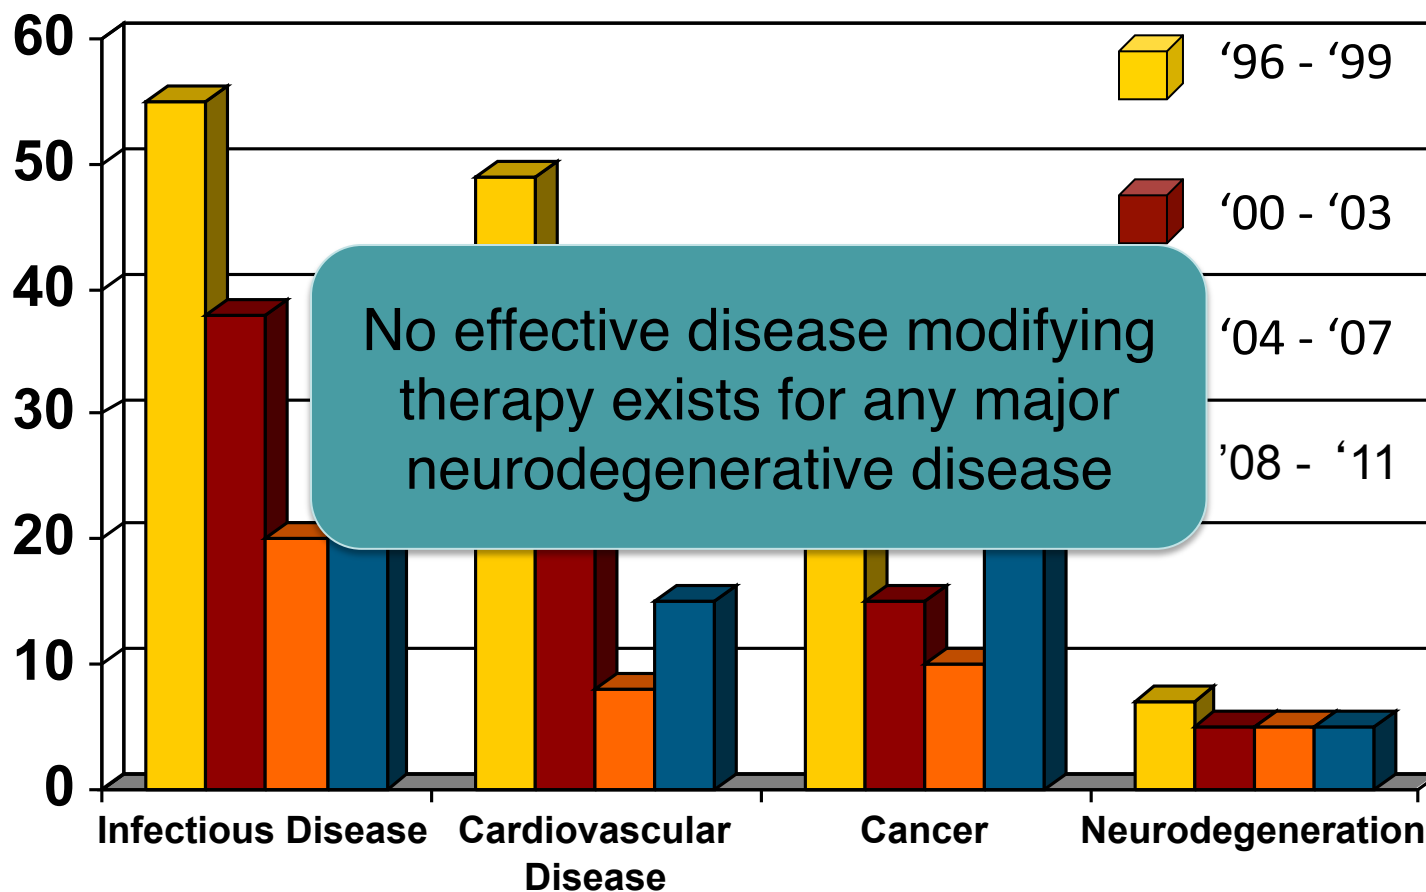 60
50
40
30
20
10
0
‘96 - ‘99
‘00 - ‘03
‘04 - ‘07
’08 - ‘11
No effective disease modifying
therapy exists for any major
neurodegenerative disease
Infectious Disease
Cardiovascular
Disease
Cancer
Neurodegeneration